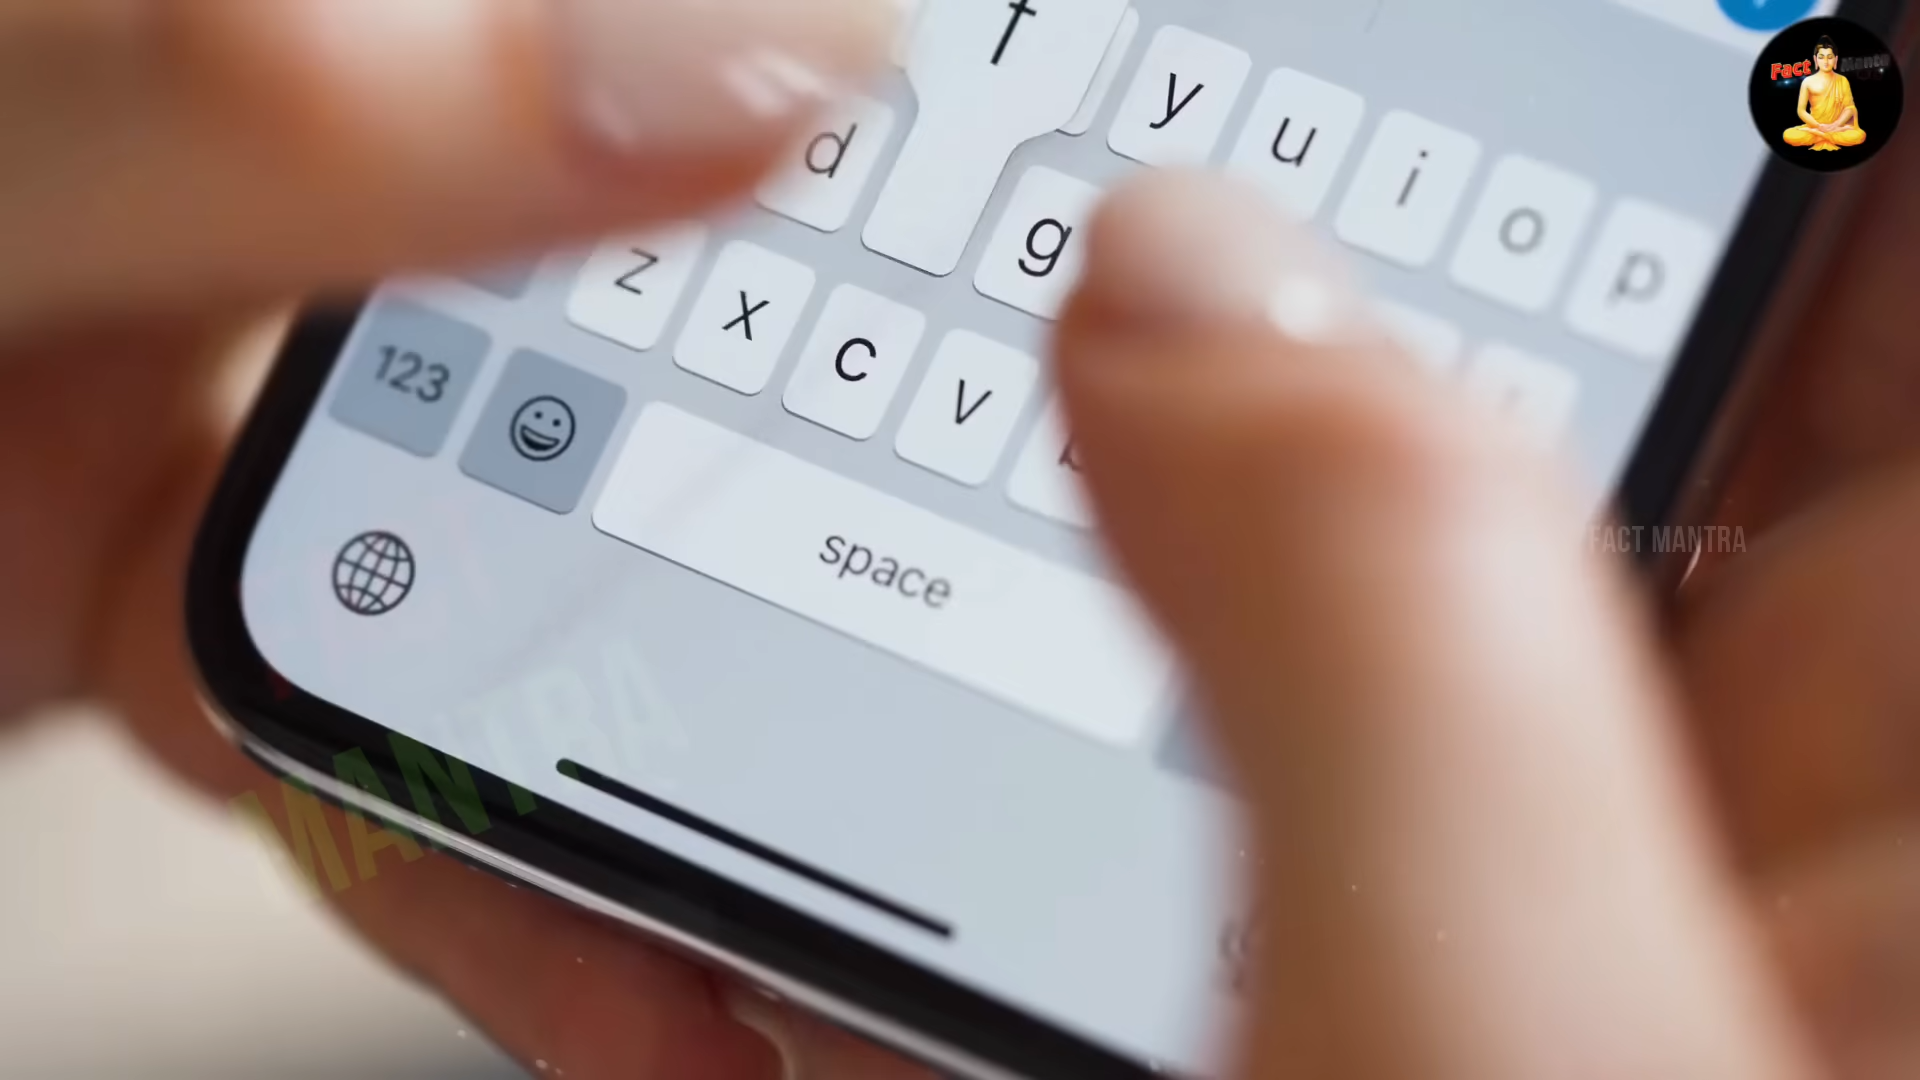 f
y u i o p
d g
z x c v b
123
space
Fact Mantra
FACT MANTRA
MANTRA